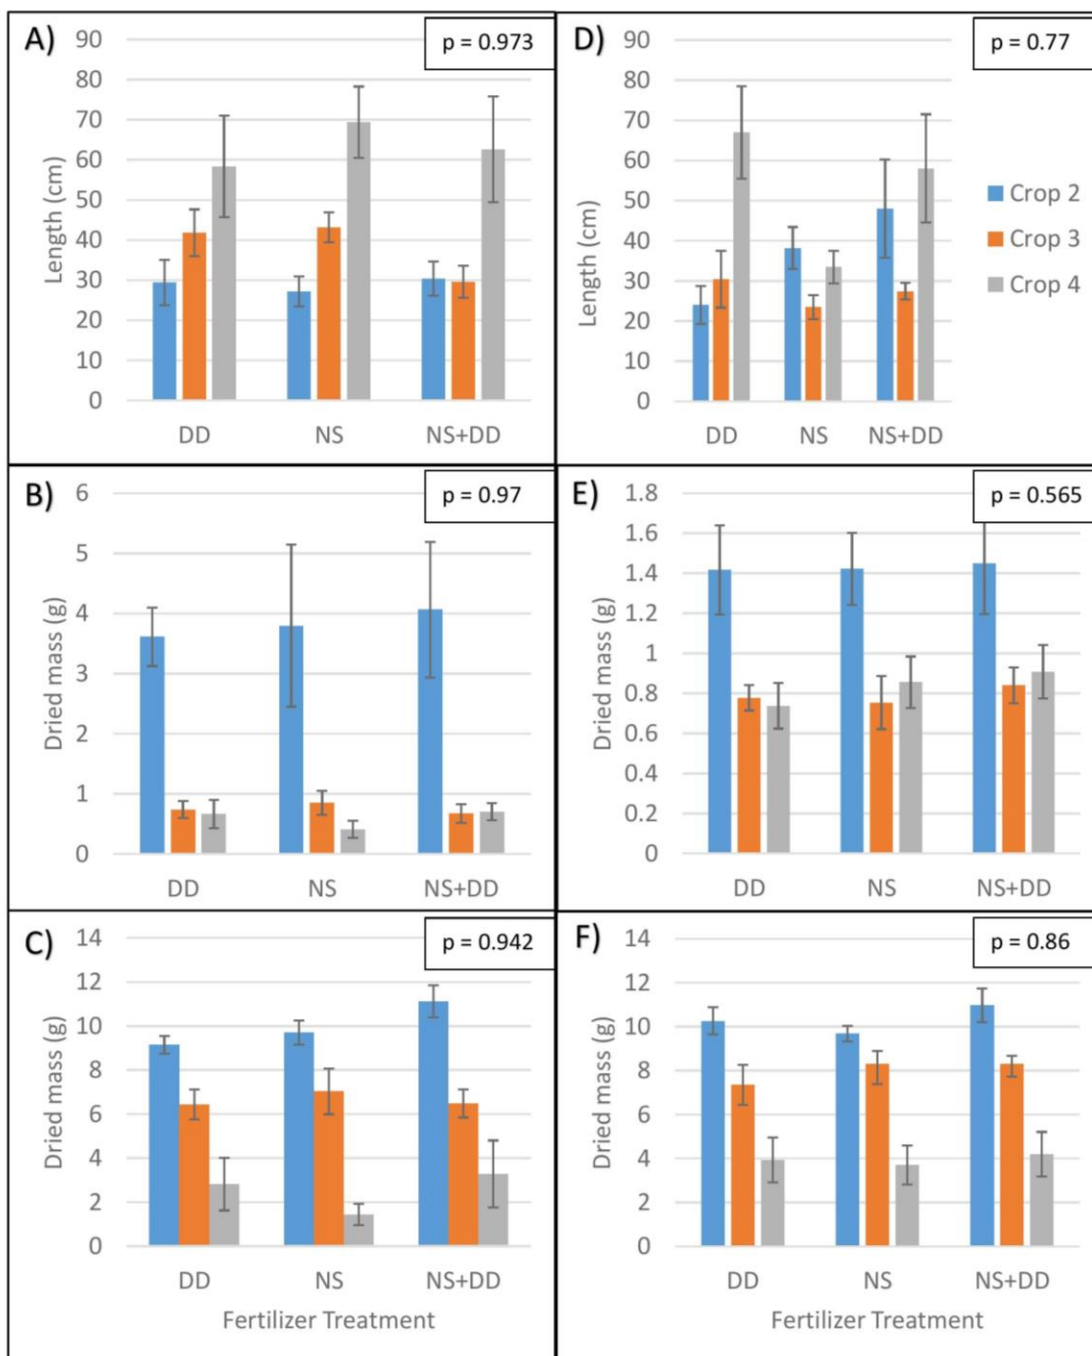 A)
p = 0.973
90
80
70
60
50
40
30
20
10
0
Length (cm)
DD NS NS+DD
D)
p = 0.77
90
80
70
60
50
40
30
20
10
0
Length (cm)
DD NS NS+DD
Crop 2
Crop 3
Crop 4
B)
p = 0.97
6
5
4
3
2
1
0
Dried mass (g)
DD NS NS+DD
E)
p = 0.565
1.8
1.6
1.4
1.2
1
0.8
0.6
0.4
0.2
0
Dried mass (g)
DD NS NS+DD
C)
p = 0.942
14
12
10
8
6
4
2
0
Dried mass (g)
DD NS NS+DD
Fertilizer Treatment
F)
p = 0.86
14
12
10
8
6
4
2
0
Dried mass (g)
DD NS NS+DD
Fertilizer Treatment